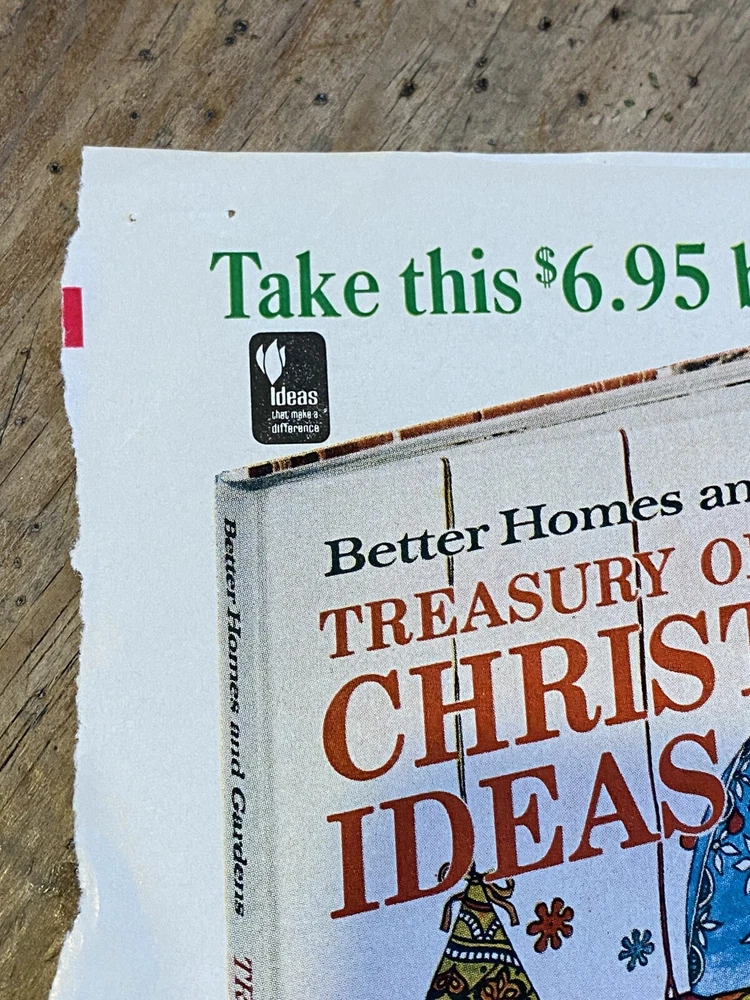 Take this $6.95
Ideas
that make a
difference
Better Homes an
TREASURY O
CHRIST
IDEAS
Better Homes and Gardens